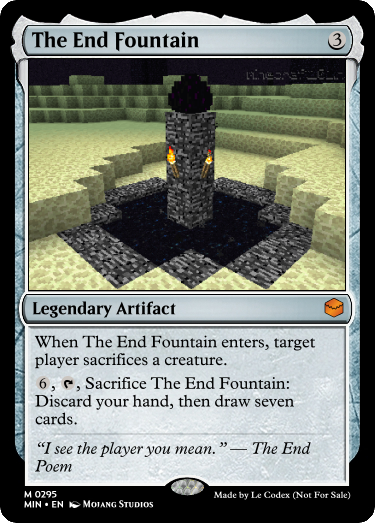 The End Fountain 3
Legendary Artifact
When The End Fountain enters, target
player sacrifices a creature.
6, , Sacrifice The End Fountain:
Discard your hand, then draw seven
cards.
“I see the player you mean.” — The End
Poem
M 0295
MIN • EN Mojang Studios
Made by Le Codex (Not For Sale)